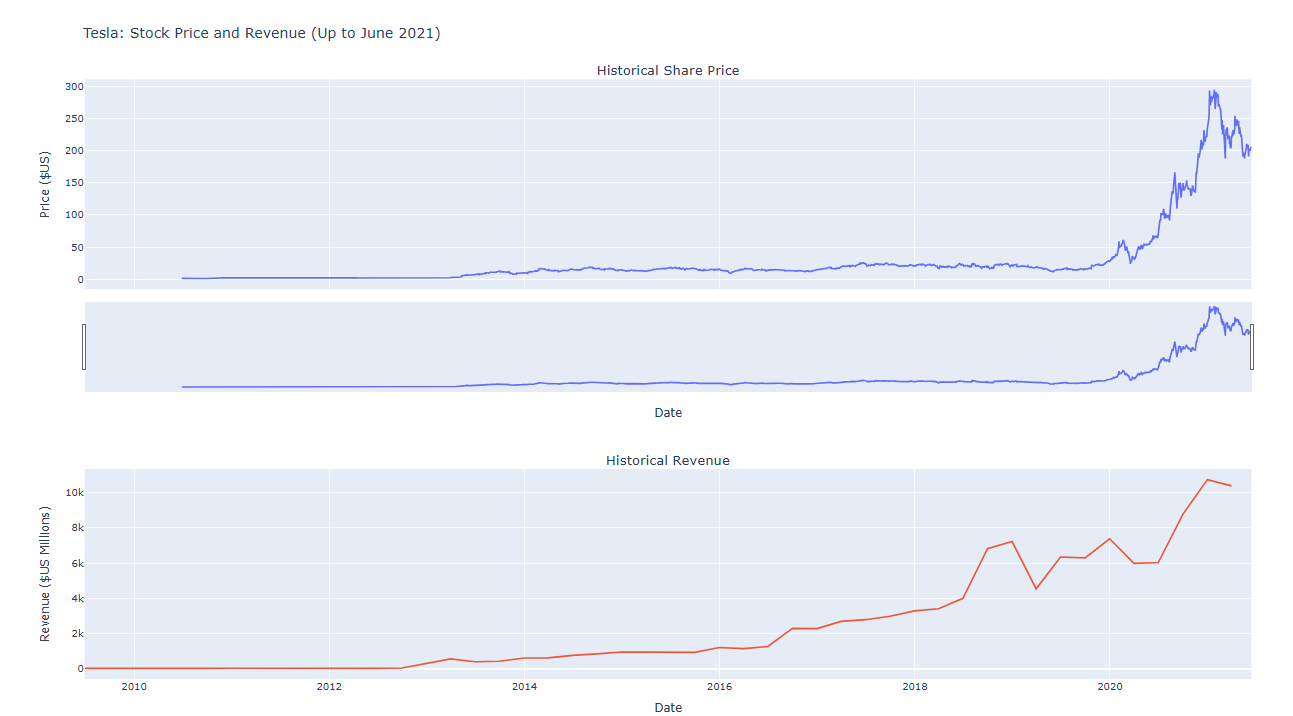 Tesla: Stock Price and Revenue (Up to June 2021)
Historical Share Price
Price ($US)
300
250
200
150
100
50
0
Date
Historical Revenue
Revenue ($US Millions)
10k
8k
6k
4k
2k
0
2010 2012 2014 2016 2018 2020
Date